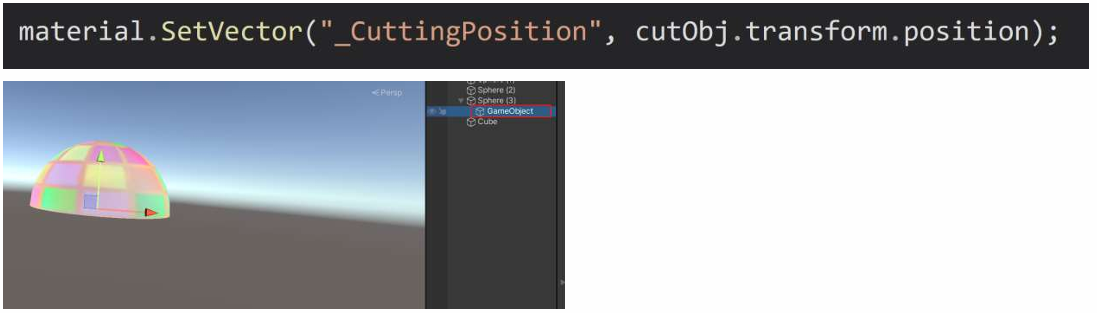 material.SetVector("_CuttingPosition", cutObj.transform.position);
Persp
Sphere (2)
Sphere (3)
GameObject
Cube